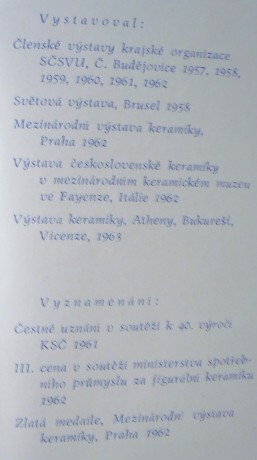 Vystavoval:
Členské výstavy krajské organizace
SČSVU, Č. Budějovice 1957, 1958,
1959, 1960, 1961, 1962
Světová výstava, Brusel 1958
Mezinárodní výstava keramiky,
Praha 1962
Výstava československé keramiky
v mezinárodním keramickém muzeu
ve Fayenze, Itálie 1962
Výstava keramiky, Atheny, Bukurešť,
Vicenze, 1963
Vyznamenání:
Čestné uznání v soutěži k 40. výročí
KSČ 1961
III. cena v soutěži ministerstva spotřeb-
ního průmyslu za figurální keramiku
1962
Zlatá medaile, Mezinárodní výstava
keramiky, Praha 1962